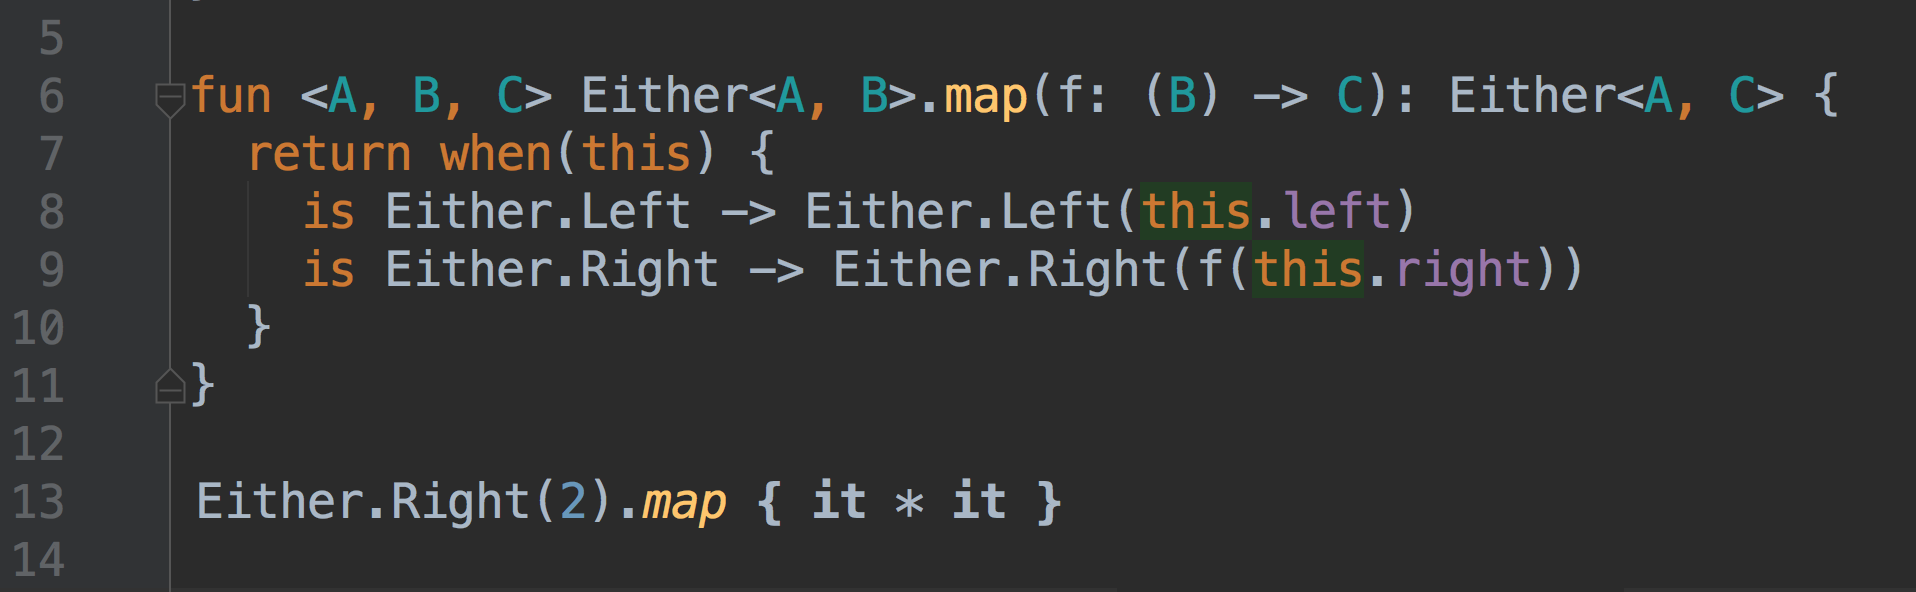 5
6 fun <A, B, C> Either<A, B>.map(f: (B) -> C): Either<A, C> {
7   return when(this) {
8     is Either.Left -> Either.Left(this.left)
9     is Either.Right -> Either.Right(f(this.right))
10   }
11 }
12
13 Either.Right(2).map { it * it }
14